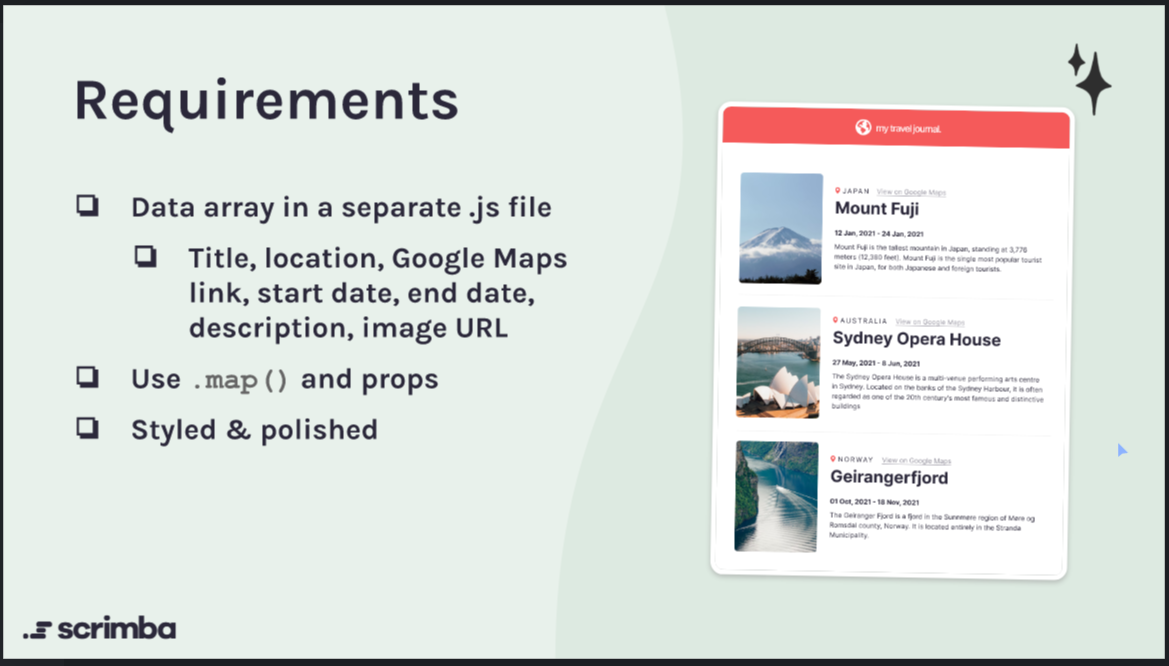 Requirements
Data array in a separate .js file
Title, location, Google Maps
link, start date, end date,
description, image URL
Use .map() and props
Styled & polished
scrimba
my travel journal.
JAPAN View on Google Maps
Mount Fuji
12 Jan, 2021 - 24 Jan, 2021
Mount Fuji is the tallest mountain in Japan, standing at 3,776
meters (12,380 feet). Mount Fuji is the single most popular tourist
site in Japan, for both Japanese and foreign tourists.
AUSTRALIA View on Google Maps
Sydney Opera House
27 May, 2021 - 8 Jun, 2021
The Sydney Opera House is a multi-venue performing arts centre
in Sydney. Located on the banks of the Sydney Harbour, it is often
regarded as one of the 20th century's most famous and distinctive
buildings
NORWAY View on Google Maps
Geirangerfjord
01 Oct, 2021 - 18 Nov, 2021
The Geiranger Fjord is a fjord in the Sunnmøre region of Møre og
Romsdal county, Norway. It is located entirely in the Stranda
Municipality.